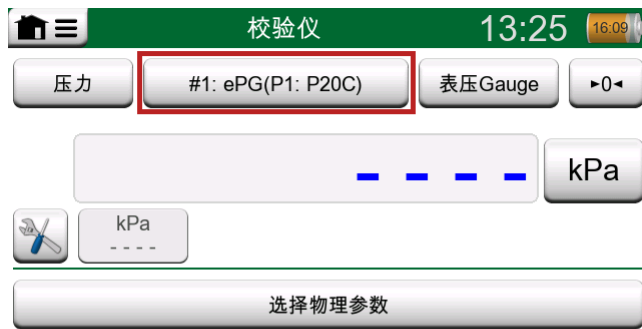 校验仪 13:25 16:09
压力 #1: ePG(P1: P20C) 表压Gauge ►0◄
---- kPa
kPa
----
选择物理参数